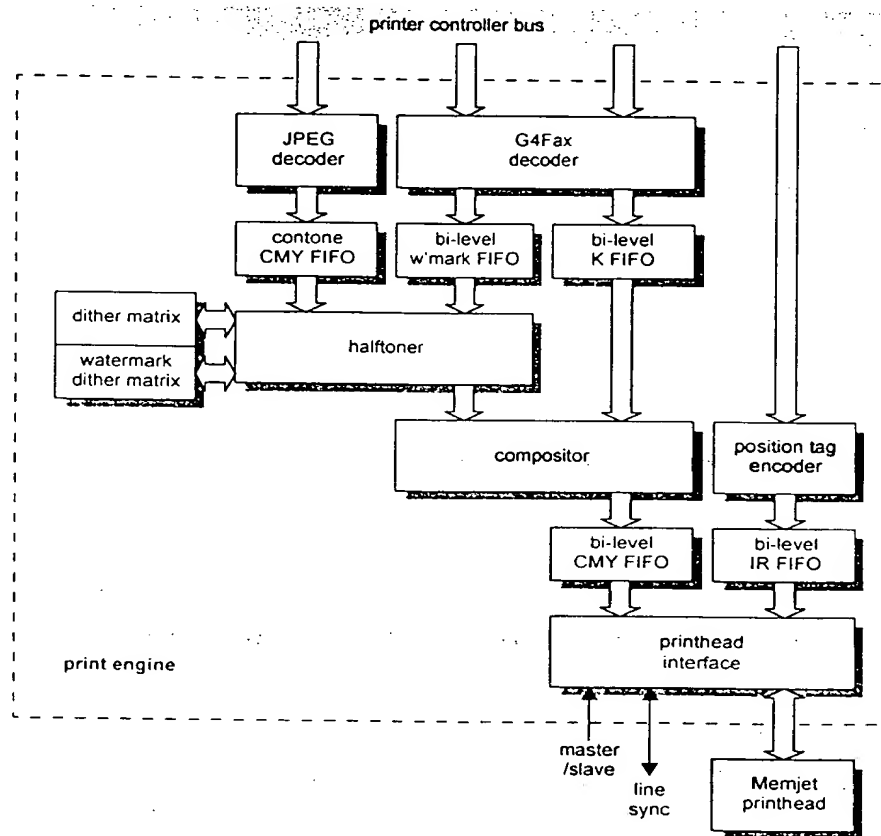 printer controller bus
JPEG
decoder
G4Fax
decoder
contone
CMY FIFO
bi-level
w'mark FIFO
bi-level
K FIFO
dither matrix
watermark
dither matrix
halftoner
compositor
position tag
encoder
bi-level
CMY FIFO
bi-level
IR FIFO
printhead
interface
print engine
master
/slave
line
sync
Memjet
printhead